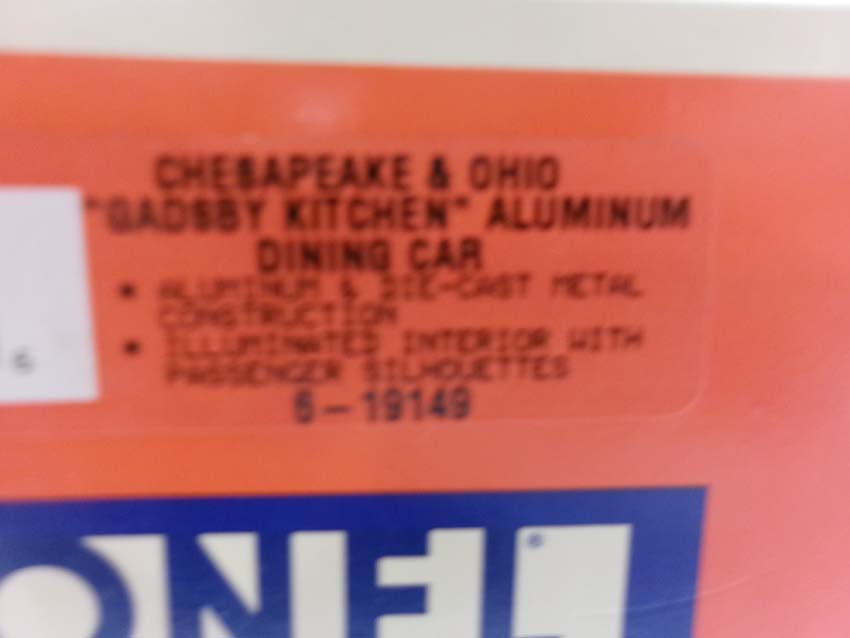 CHESAPEAKE & OHIO
"GADSBY KITCHEN" ALUMINUM
DINING CAR
• ALUMINUM & DIE-CAST METAL
CONSTRUCTION
• ILLUMINATED INTERIOR WITH
PASSENGER SILHOUETTES
6-19149